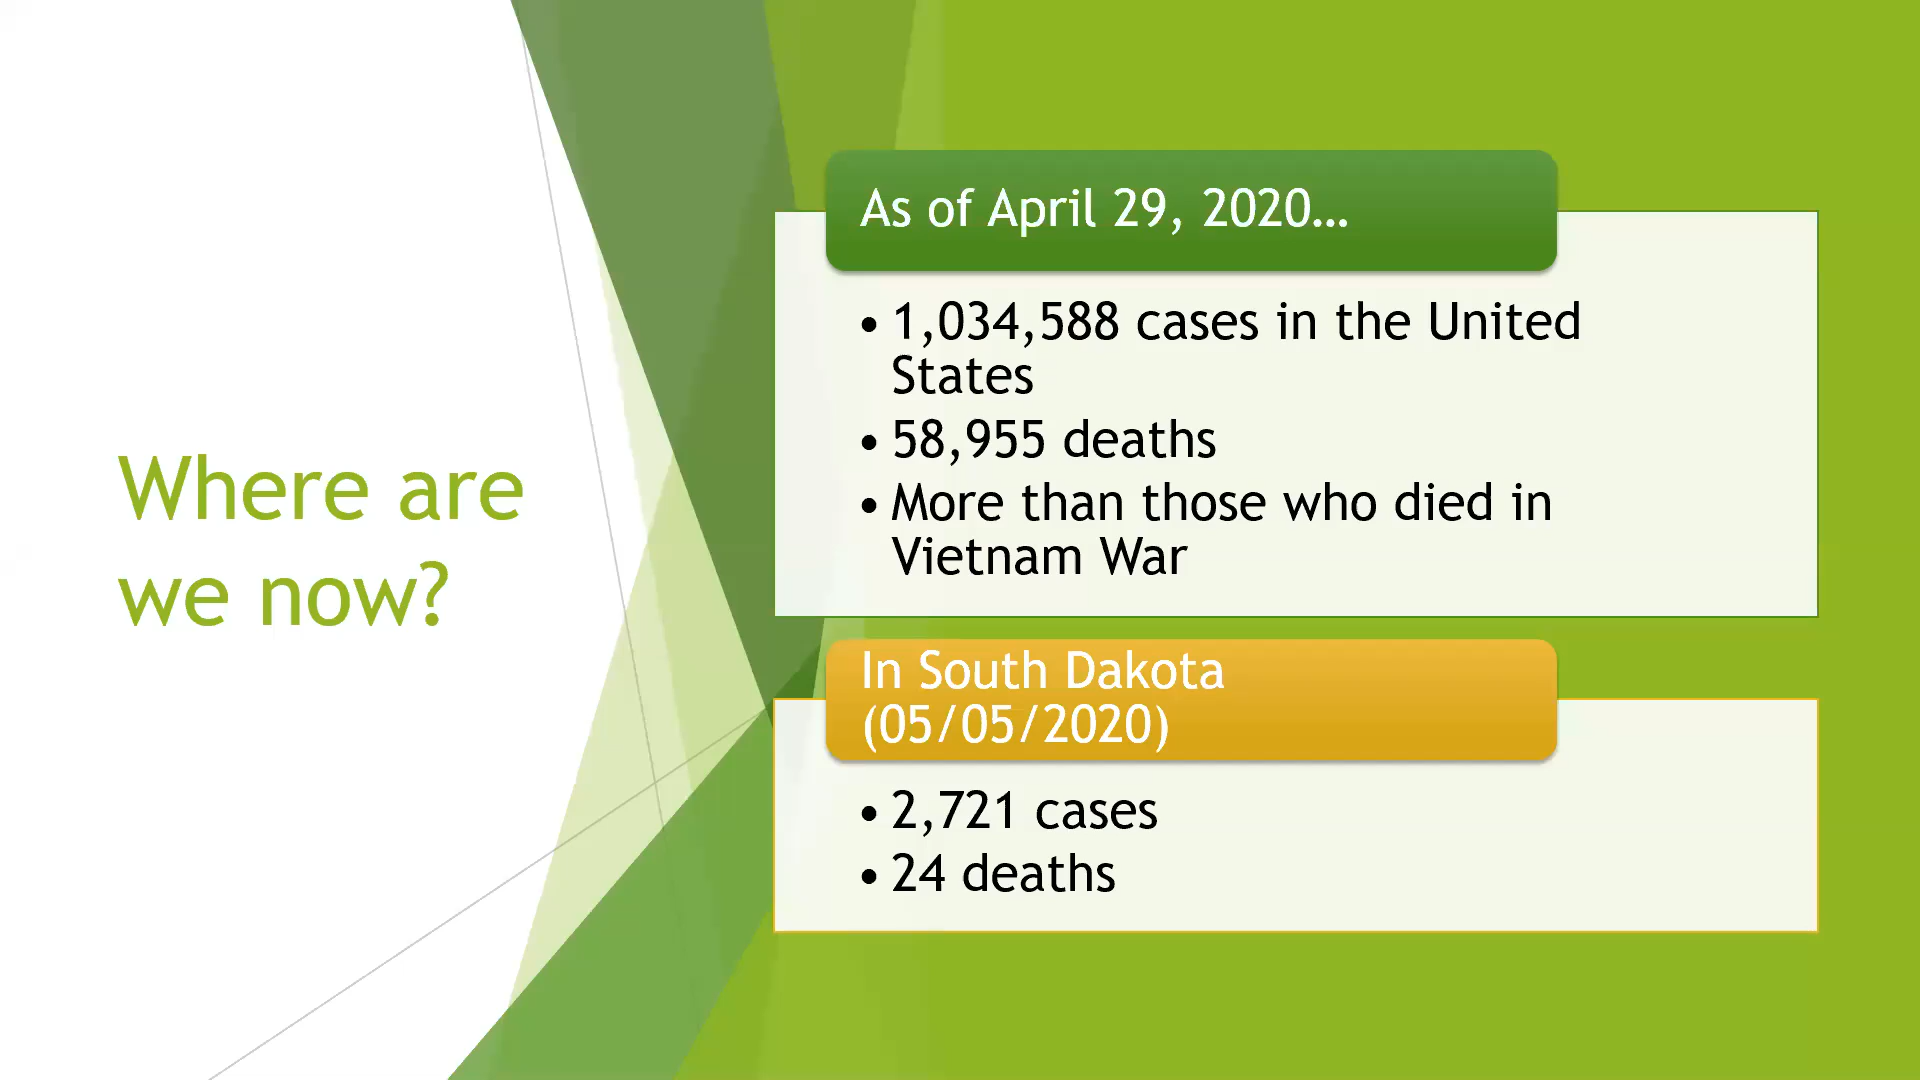 Where are
we now?
As of April 29, 2020…
• 1,034,588 cases in the United
States
• 58,955 deaths
• More than those who died in
Vietnam War
In South Dakota
(05/05/2020)
• 2,721 cases
• 24 deaths